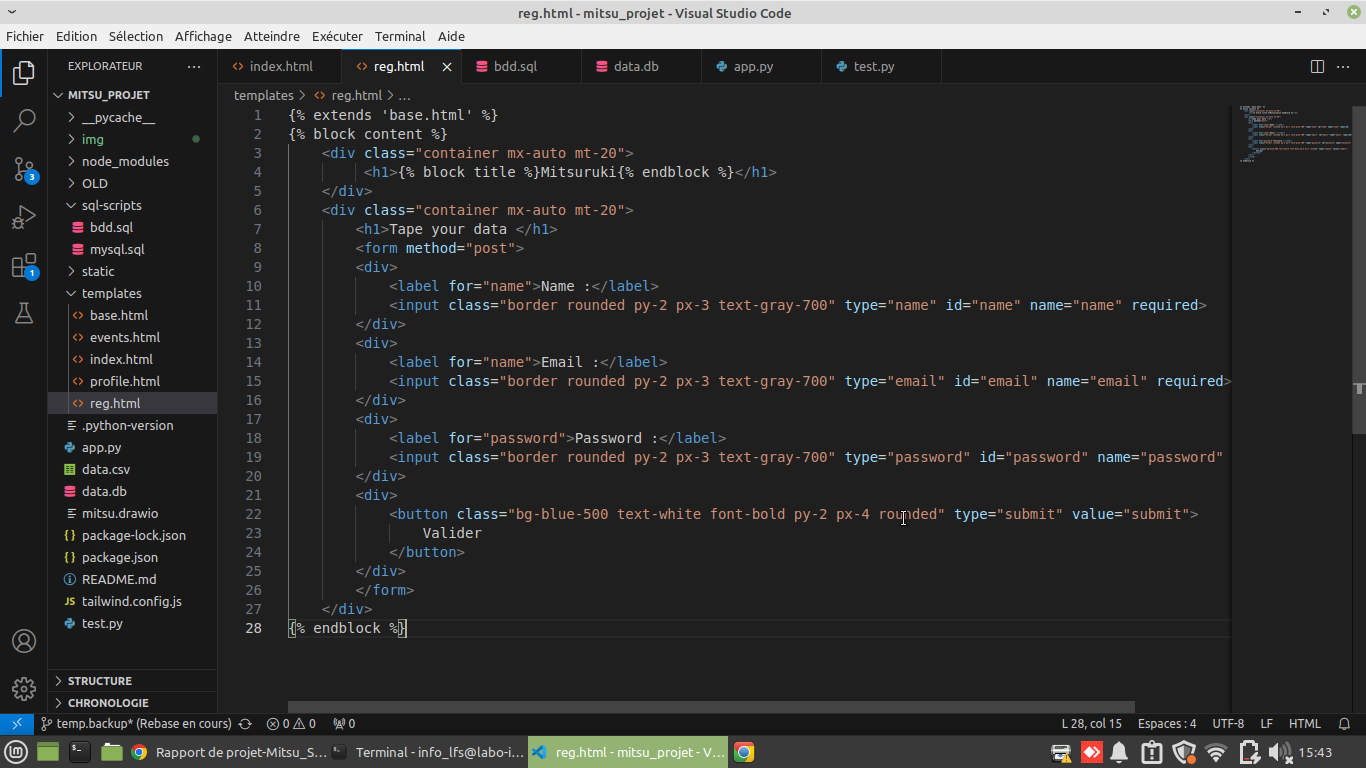 reg.html - mitsu_projet - Visual Studio Code
Fichier Edition Sélection Affichage Atteindre Exécuter Terminal Aide
EXPLORATEUR
MITSU_PROJET
__pycache__
img
node_modules
OLD
sql-scripts
bdd.sql
mysql.sql
static
templates
base.html
events.html
index.html
profile.html
reg.html
.python-version
app.py
data.csv
data.db
mitsu.drawio
package-lock.json
package.json
README.md
tailwind.config.js
test.py
STRUCTURE
CHRONOLOGIE
3
1
index.html reg.html bdd.sql data.db app.py test.py
templates > reg.html > ...
1 {% extends 'base.html' %}
2 {% block content %}
3 <div class="container mx-auto mt-20">
4 <h1>{% block title %}Mitsuruki{% endblock %}</h1>
5 </div>
6 <div class="container mx-auto mt-20">
7 <h1>Tape your data </h1>
8 <form method="post">
9 <div>
10 <label for="name">Name :</label>
11 <input class="border rounded py-2 px-3 text-gray-700" type="name" id="name" name="name" required>
12 </div>
13 <div>
14 <label for="name">Email :</label>
15 <input class="border rounded py-2 px-3 text-gray-700" type="email" id="email" name="email" required>
16 </div>
17 <div>
18 <label for="password">Password :</label>
19 <input class="border rounded py-2 px-3 text-gray-700" type="password" id="password" name="password"
20 </div>
21 <div>
22 <button class="bg-blue-500 text-white font-bold py-2 px-4 rounded" type="submit" value="submit">
23 Valider
24 </button>
25 </div>
26 </form>
27 </div>
28 {% endblock %}
temp.backup* (Rebase en cours) 0 0 0 L 28, col 15 Espaces : 4 UTF-8 LF HTML
Rapport de projet-Mitsu_S... Terminal - info_lfs@labo-i... reg.html - mitsu_projet - V... 15:43